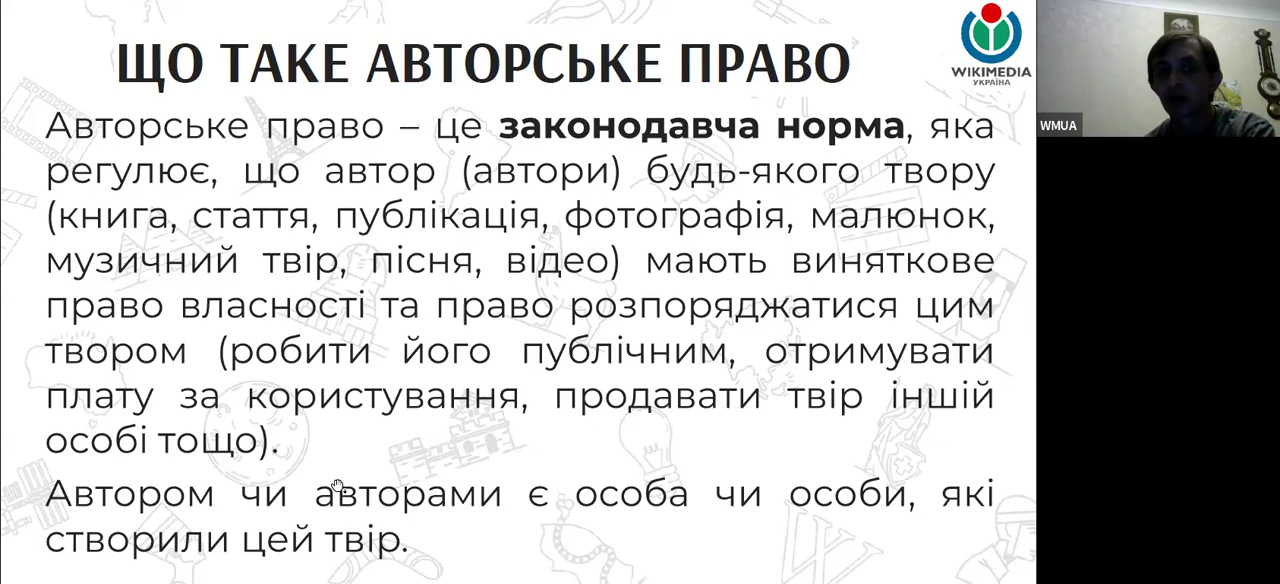 ЩО ТАКЕ АВТОРСЬКЕ ПРАВО
WIKIMEDIA
УКРАЇНА
Авторське право – це законодавча норма, яка
регулює, що автор (автори) будь-якого твору
(книга, стаття, публікація, фотографія, малюнок,
музичний твір, пісня, відео) мають виняткове
право власності та право розпоряджатися цим
твором (робити його публічним, отримувати
плату за користування, продавати твір іншій
особі тощо).
Автором чи авторами є особа чи особи, які
створили цей твір.
WMUA